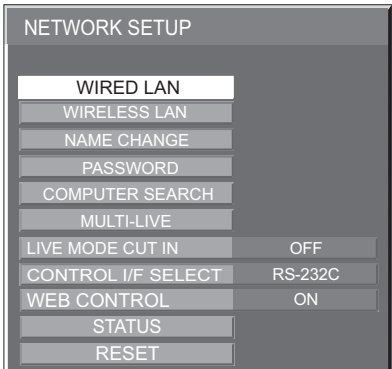 NETWORK SETUP
WIRED LAN
WIRELESS LAN
NAME CHANGE
PASSWORD
COMPUTER SEARCH
MULTI-LIVE
LIVE MODE CUT IN OFF
CONTROL I/F SELECT RS-232C
WEB CONTROL ON
STATUS
RESET